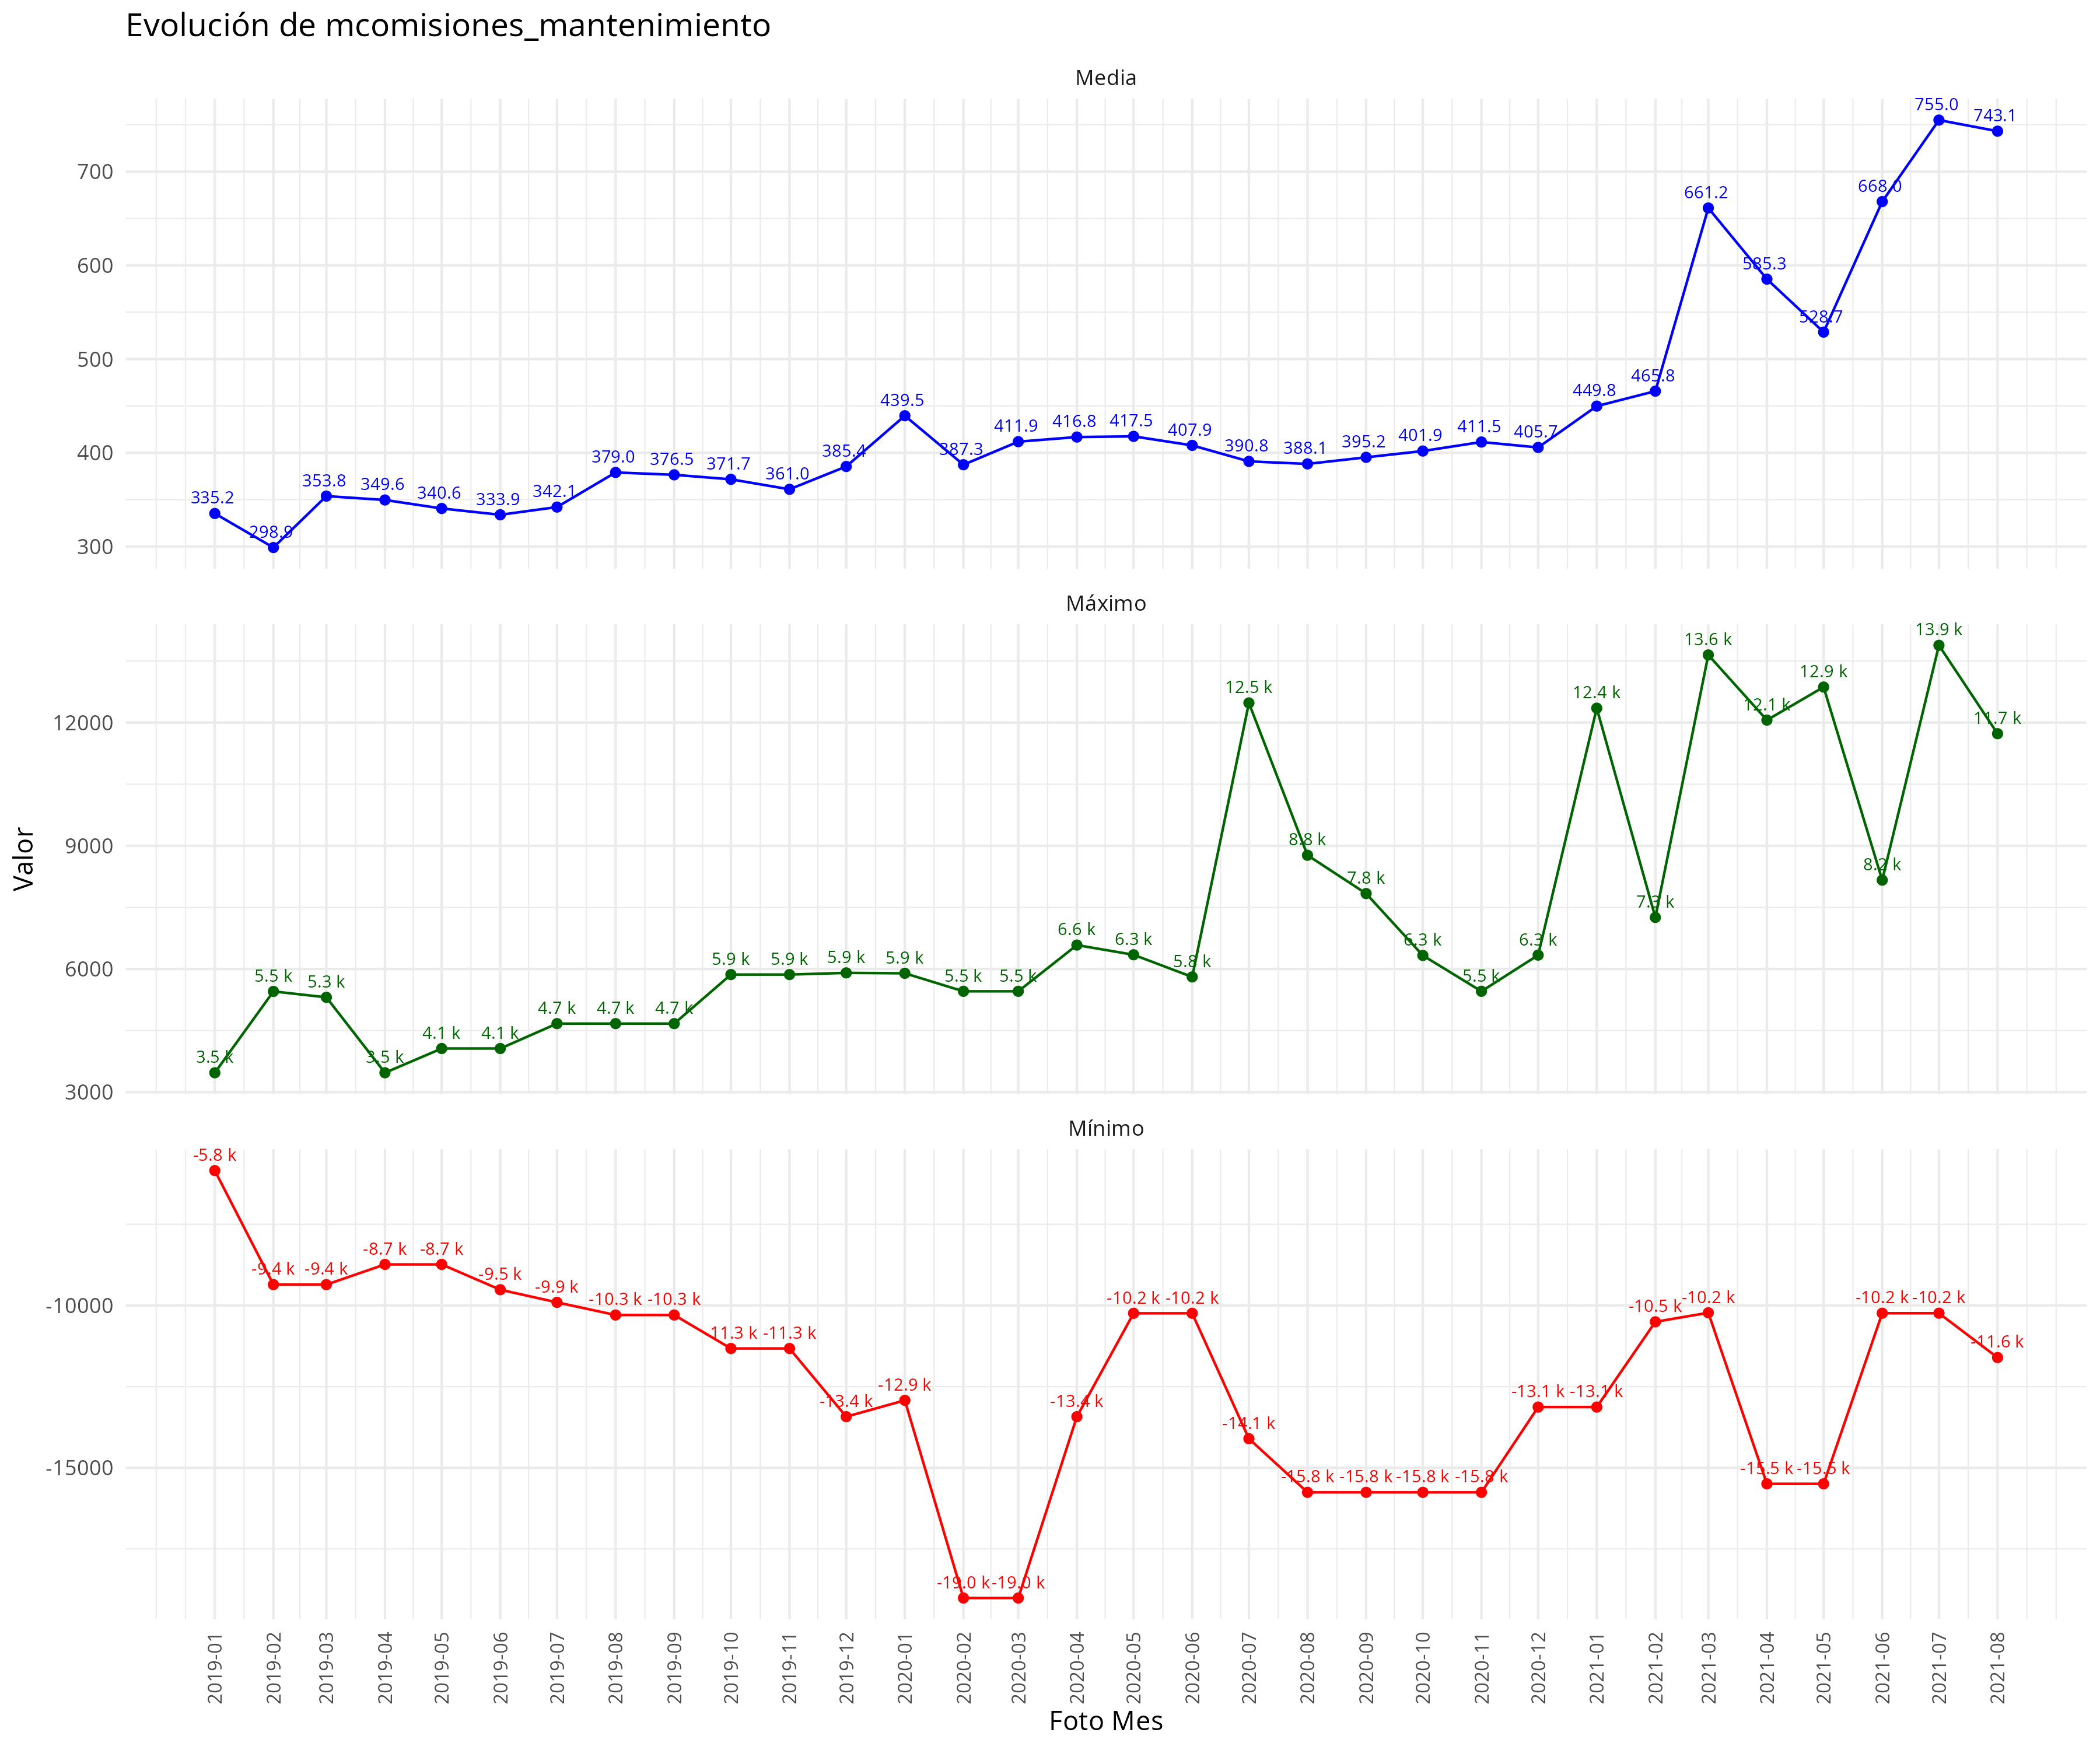 Evolución de mcomisiones_mantenimiento
Media
700
600
500
400
300
335.2 298.9 353.8 349.6 340.6 333.9 342.1 379.0 376.5 371.7 361.0 385.4 439.5 387.3 411.9 416.8 417.5 407.9 390.8 388.1 395.2 401.9 411.5 405.7 449.8 465.8 661.2 585.3 528.7 668.0 755.0 743.1
Máximo
12000
9000
6000
3000
3.5 k 5.5 k 5.3 k 3.5 k 4.1 k 4.1 k 4.7 k 4.7 k 4.7 k 5.9 k 5.9 k 5.9 k 5.9 k 5.5 k 5.5 k 6.6 k 6.3 k 5.8 k 12.5 k 8.8 k 7.8 k 6.3 k 5.5 k 6.3 k 12.4 k 7.3 k 13.6 k 12.1 k 12.9 k 8.2 k 13.9 k 11.7 k
Valor
Mínimo
-10000
-15000
-5.8 k -9.4 k -9.4 k -8.7 k -8.7 k -9.5 k -9.9 k -10.3 k -10.3 k -11.3 k -11.3 k -13.4 k -12.9 k -19.0 k -19.0 k -13.4 k -10.2 k -10.2 k -14.1 k -15.8 k -15.8 k -15.8 k -15.8 k -13.1 k -13.1 k -10.5 k -10.2 k -15.5 k -15.5 k -10.2 k -10.2 k -11.6 k
2019-01 2019-02 2019-03 2019-04 2019-05 2019-06 2019-07 2019-08 2019-09 2019-10 2019-11 2019-12 2020-01 2020-02 2020-03 2020-04 2020-05 2020-06 2020-07 2020-08 2020-09 2020-10 2020-11 2020-12 2021-01 2021-02 2021-03 2021-04 2021-05 2021-06 2021-07 2021-08
Foto Mes